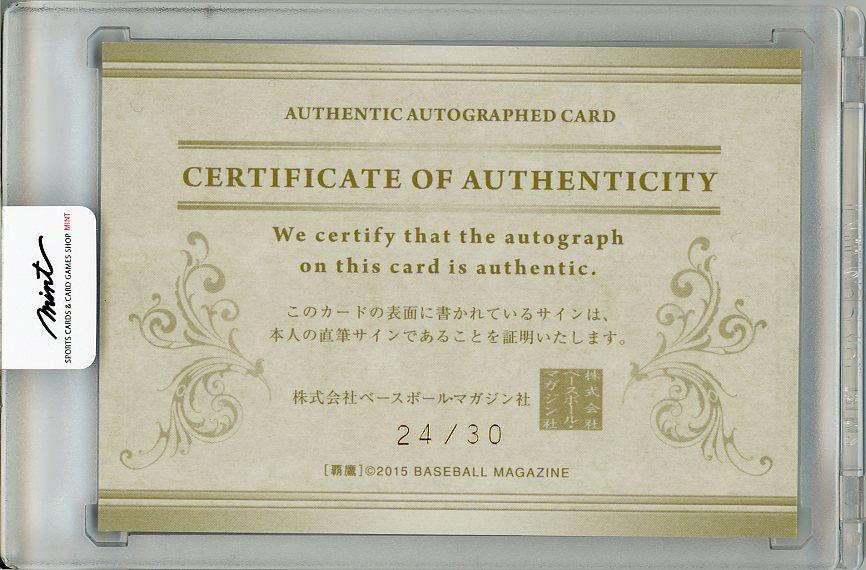 AUTHENTIC AUTOGRAPHED CARD
CERTIFICATE OF AUTHENTICITY
We certify that the autograph
on this card is authentic.
このカードの表面に書かれているサインは、
本人の直筆サインであることを証明いたします。
株式会社ベースボール・マガジン社
株式会社
ベースボール・
マガジン社
24/30
[覇鷹]©2015 BASEBALL MAGAZINE
mint
SPORTS CARDS & CARD GAMES SHOP MINT